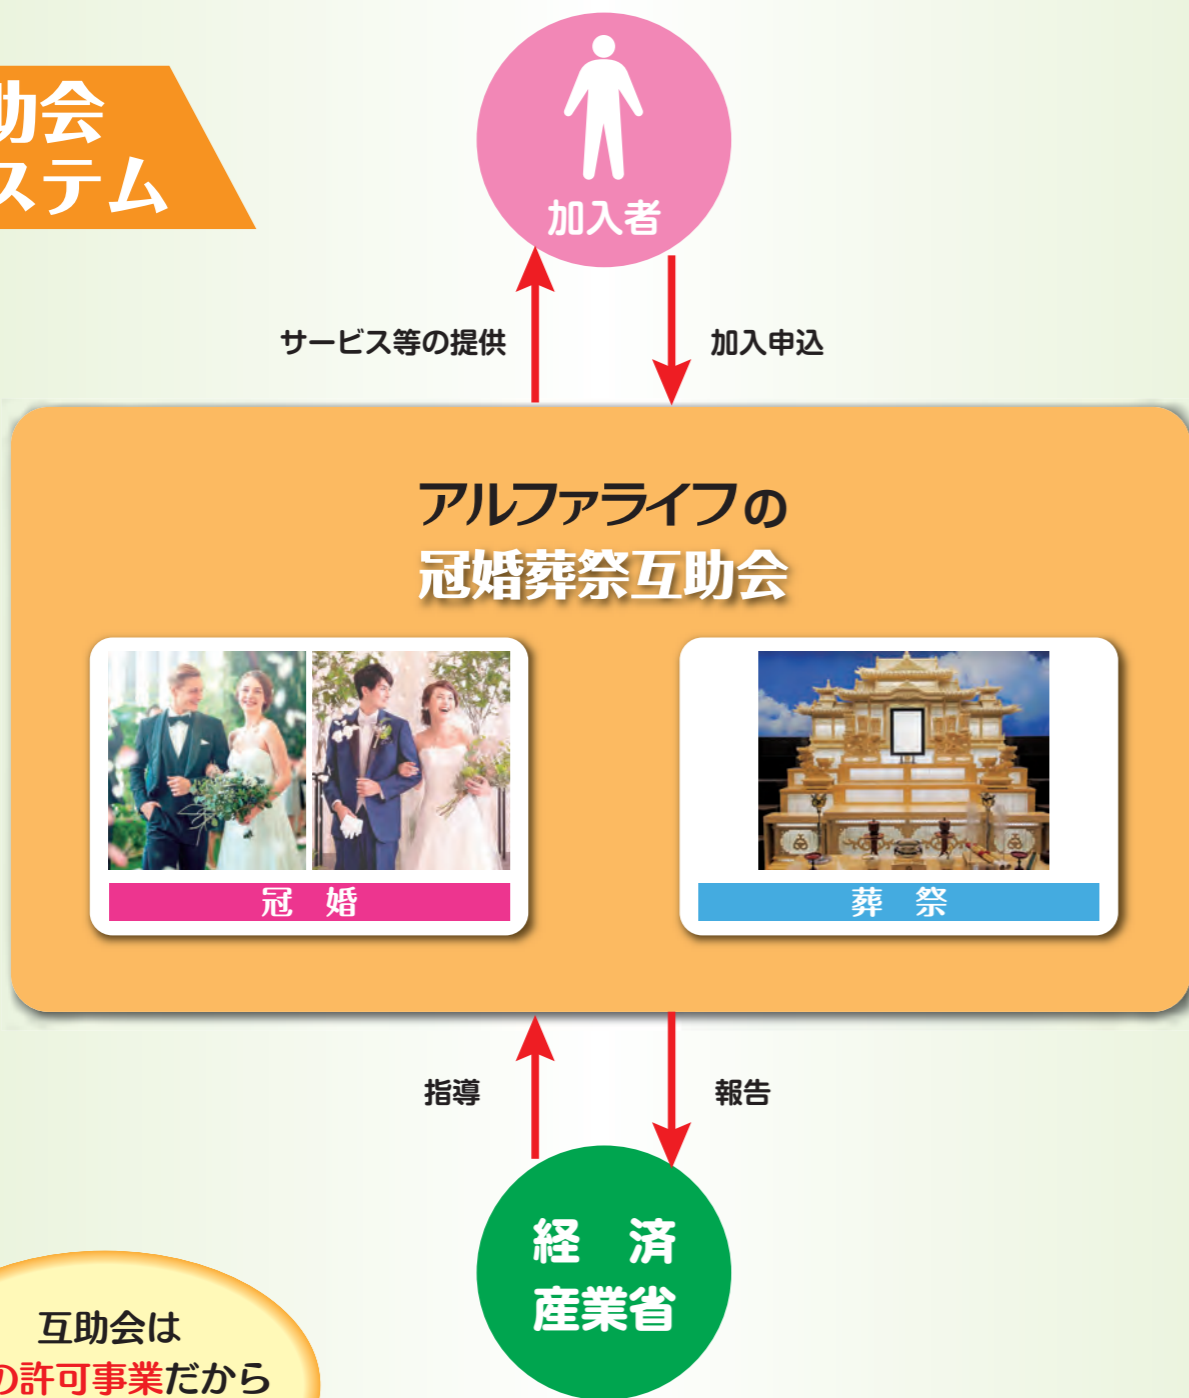 助会
ステム
加入者
サービス等の提供
加入申込
アルファライフの
冠婚葬祭互助会
冠 婚
葬 祭
指導
報告
経 済
産業省
互助会は
の許可事業だから